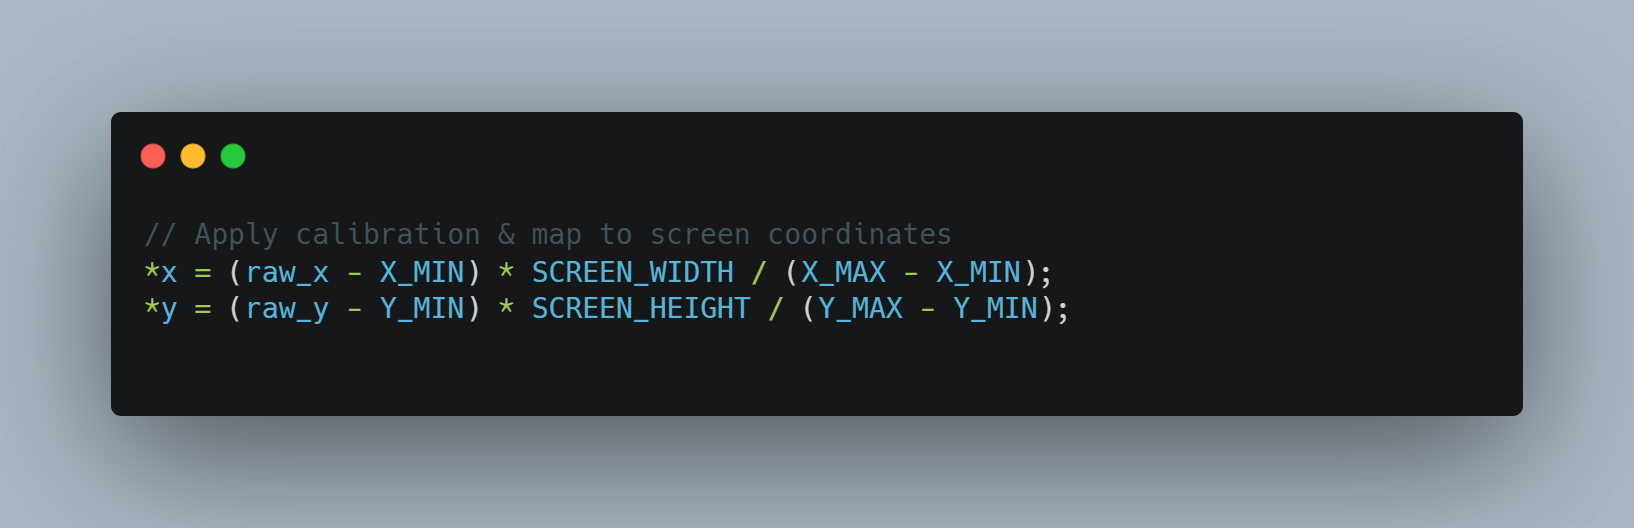 // Apply calibration & map to screen coordinates
*x = (raw_x - X_MIN) * SCREEN_WIDTH / (X_MAX - X_MIN);
*y = (raw_y - Y_MIN) * SCREEN_HEIGHT / (Y_MAX - Y_MIN);